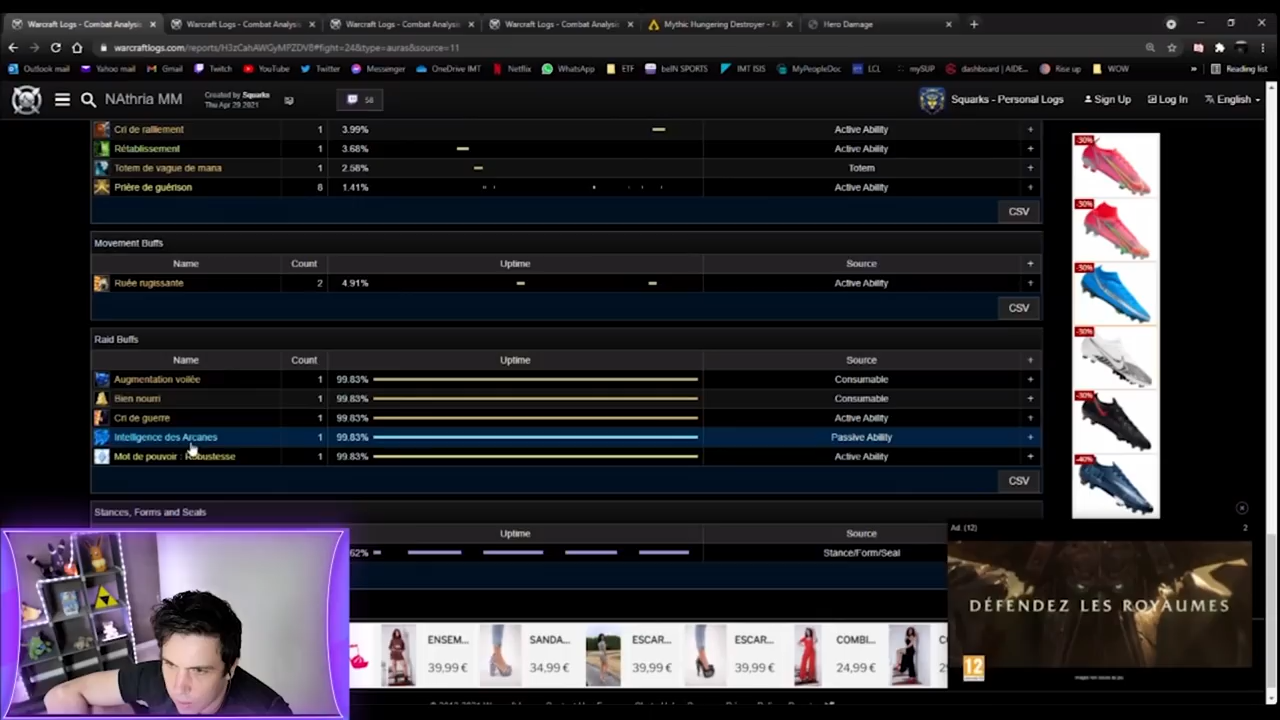 Warcraft Logs - Combat Analysis
Warcraft Logs - Combat Analysis
Warcraft Logs - Combat Analysis
Warcraft Logs - Combat Analysis
Mythic Hungering Destroyer
Hero Damage
warcraftlogs.com/reports/H3zCahAWGyMPZDV8#fight=24&type=auras&source=11
Outlook mail
Yahoo mail
Gmail
Twitch
YouTube
Twitter
Messenger
OneDrive IMT
Netflix
WhatsApp
ETF
beIN SPORTS
IMT ISIS
MyPeopleDoc
LCL
mySUP
dashboard | AIDE...
Rise up
WOW
Reading list
NAthria MM
Created by Squarks
Thu Apr 29 2021
58
Squarks - Personal Logs
Sign Up
Log In
English
Cri de ralliement 1 3.99% Active Ability +
Rétablissement 1 3.68% Active Ability +
Totem de vague de mana 1 2.58% Totem +
Prière de guérison 8 1.41% Active Ability +
CSV
Movement Buffs
Name Count Uptime Source +
Ruée rugissante 2 4.91% Active Ability +
CSV
Raid Buffs
Name Count Uptime Source +
Augmentation voilée 1 99.83% Consumable +
Bien nourri 1 99.83% Consumable +
Cri de guerre 1 99.83% Active Ability +
Intelligence des Arcanes 1 99.83% Passive Ability +
Mot de pouvoir : Robustesse 1 99.83% Active Ability +
CSV
Stances, Forms and Seals
Uptime Source
62% Stance/Form/Seal
-30%
-30%
-30%
-30%
-30%
-40%
Ad. (12)
2
DÉFENDEZ LES ROYAUMES
12
ENSEM...
39,99 €
SANDA...
34,99 €
ESCAR...
39,99 €
ESCAR...
39,99 €
COMBI...
24,99 €